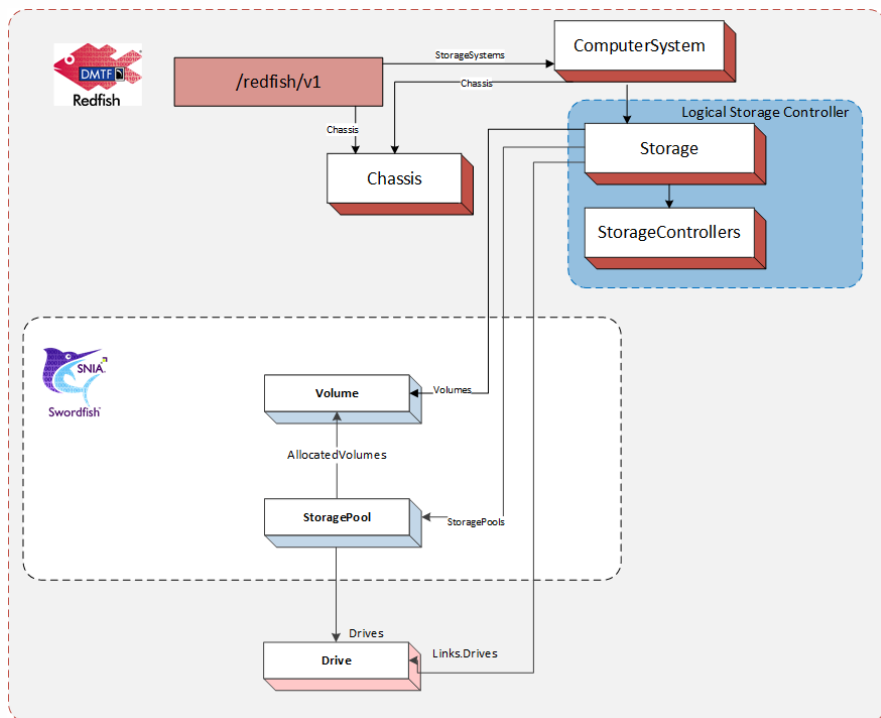 StorageSystems
ComputerSystem
DMTF
Redfish
/redfish/v1
Chassis
Logical Storage Controller
Chassis
Storage
Chassis
StorageControllers
SNIA
Swordfish
Volume
Volumes
AllocatedVolumes
StoragePool
StoragePools
Drives
Drive
Links.Drives